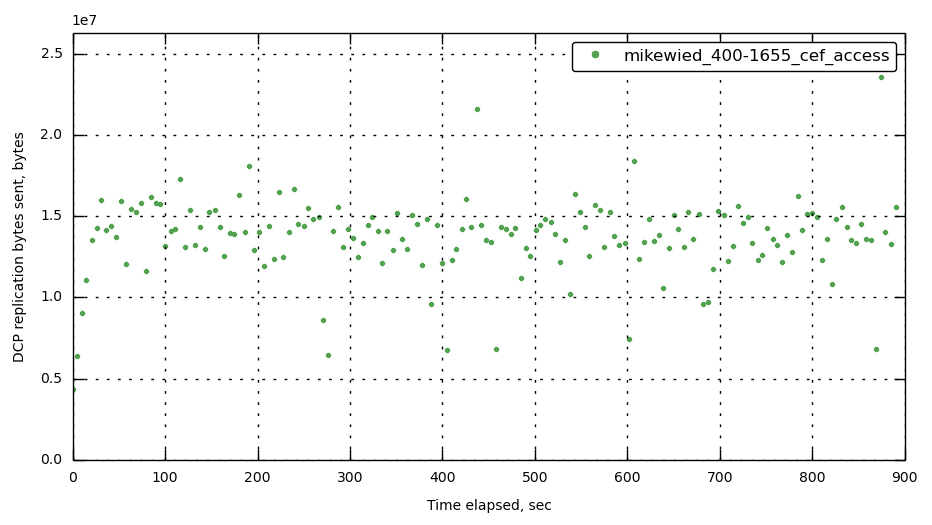 1e7
mikewied_400-1655_cef_access
2.5
2.0
1.5
1.0
0.5
0.0
DCP replication bytes sent, bytes
0 100 200 300 400 500 600 700 800 900
Time elapsed, sec